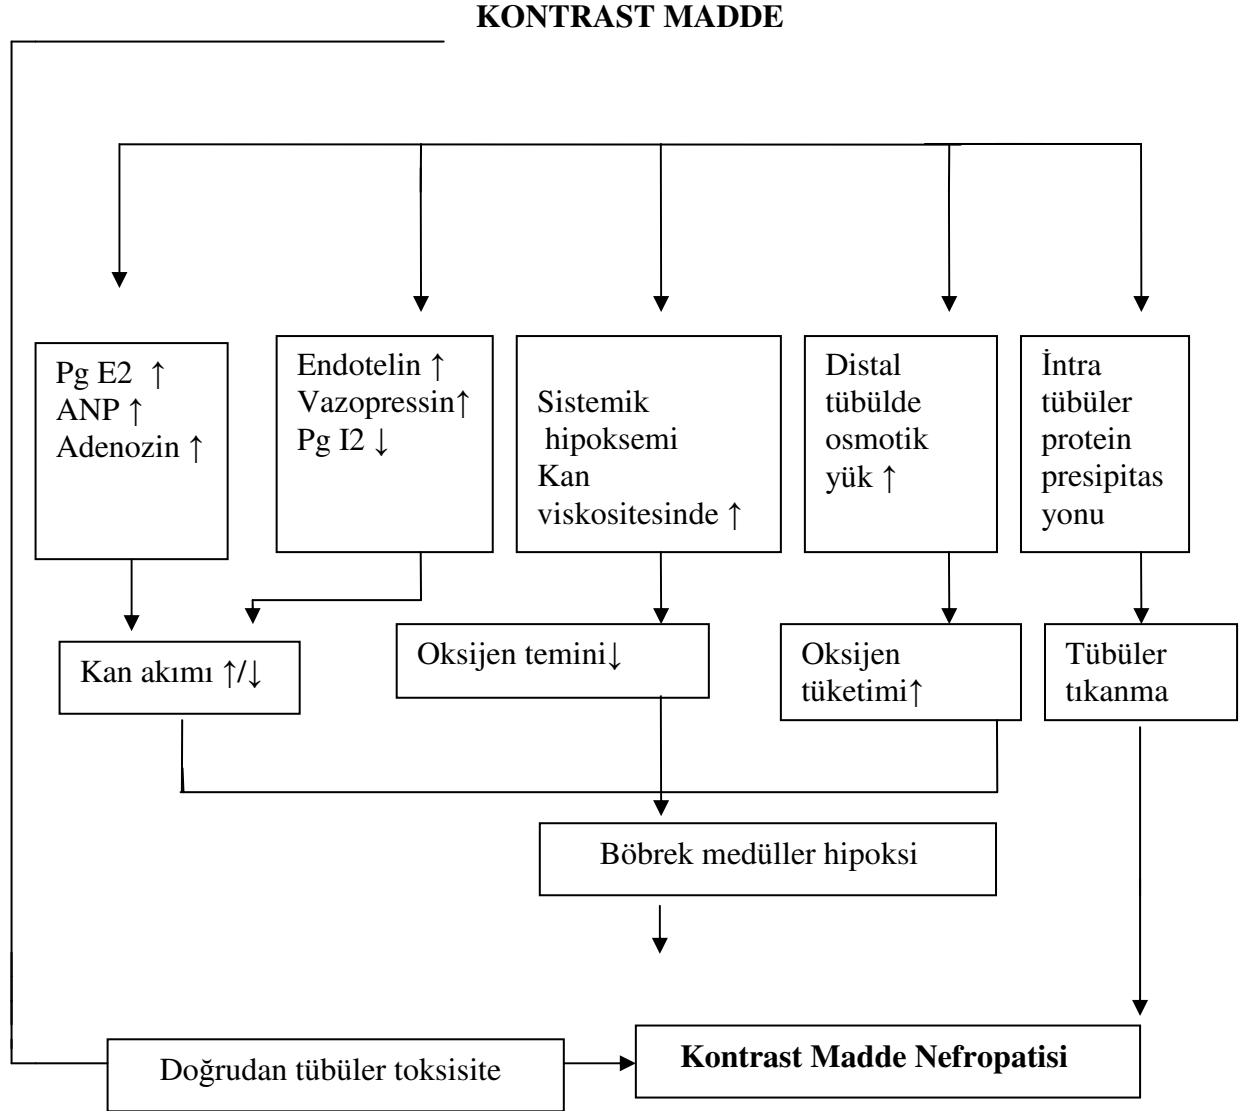 KONTRAST MADDE
Pg E2 ↑
ANP ↑
Adenozin ↑
Endotelin ↑
Vazopressin↑
Pg I2 ↓
Sistemik
hipoksemi
Kan
viskositesinde ↑
Distal
tübülde
osmotik
yük ↑
İntra
tübüler
protein
presipitas
yonu
Kan akımı ↑/↓
Oksijen temini↓
Oksijen
tüketimi↑
Tübüler
tıkanma
Böbrek medüller hipoksi
Doğrudan tübüler toksisite
Kontrast Madde Nefropatisi